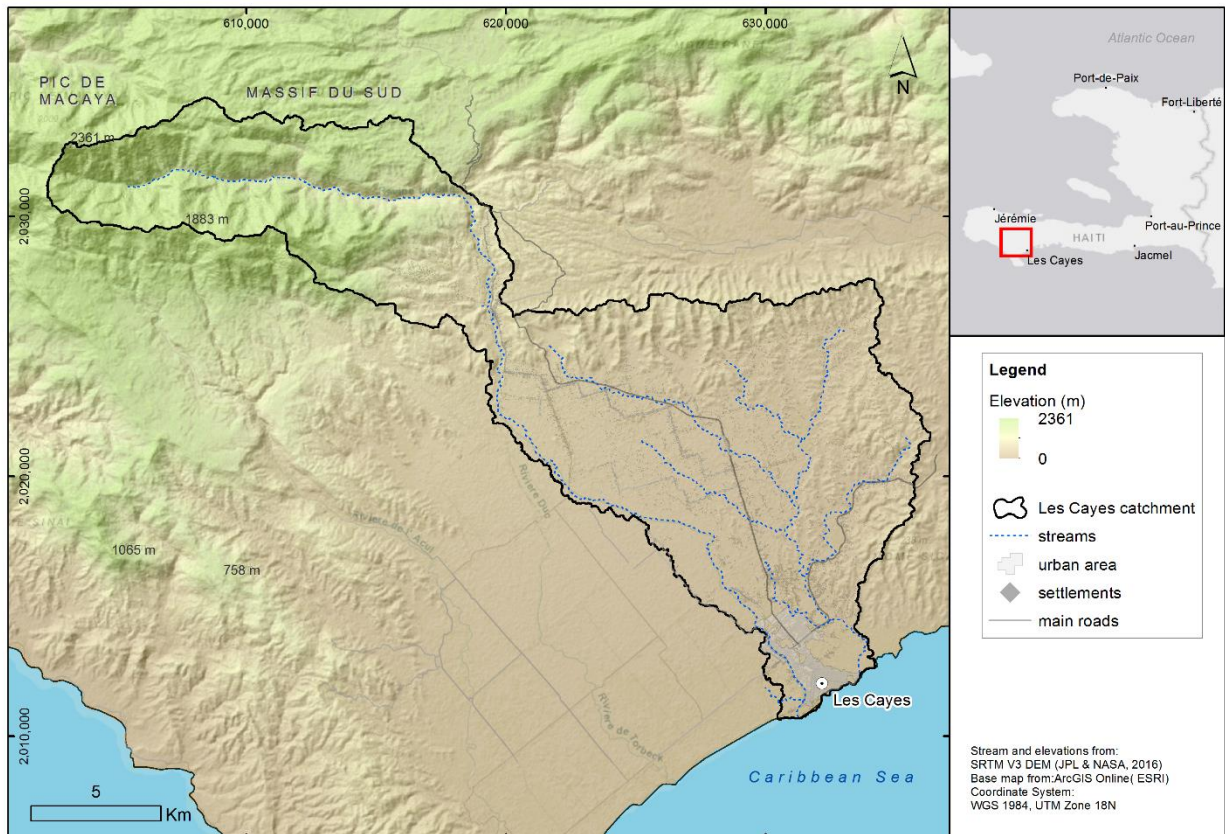 610,000
620,000
630,000
2,030,000
2,020,000
2,010,000
PIC DE
MACAYA
MASSIF DU SUD
2361 m
1883 m
1065 m
758 m
N
Riviere de l'Acul
Riviere de Torbeck
Les Cayes
Caribbean Sea
5
Km
Atlantic Ocean
Port-de-Paix
Fort-Liberté
Jérémie
Port-au-Prince
HAITI
Les Cayes
Jacmel
Legend
Elevation (m)
2361
0
Les Cayes catchment
streams
urban area
settlements
main roads
Stream and elevations from:
SRTM V3 DEM (JPL & NASA, 2016)
Base map from:ArcGIS Online( ESRI)
Coordinate System:
WGS 1984, UTM Zone 18N